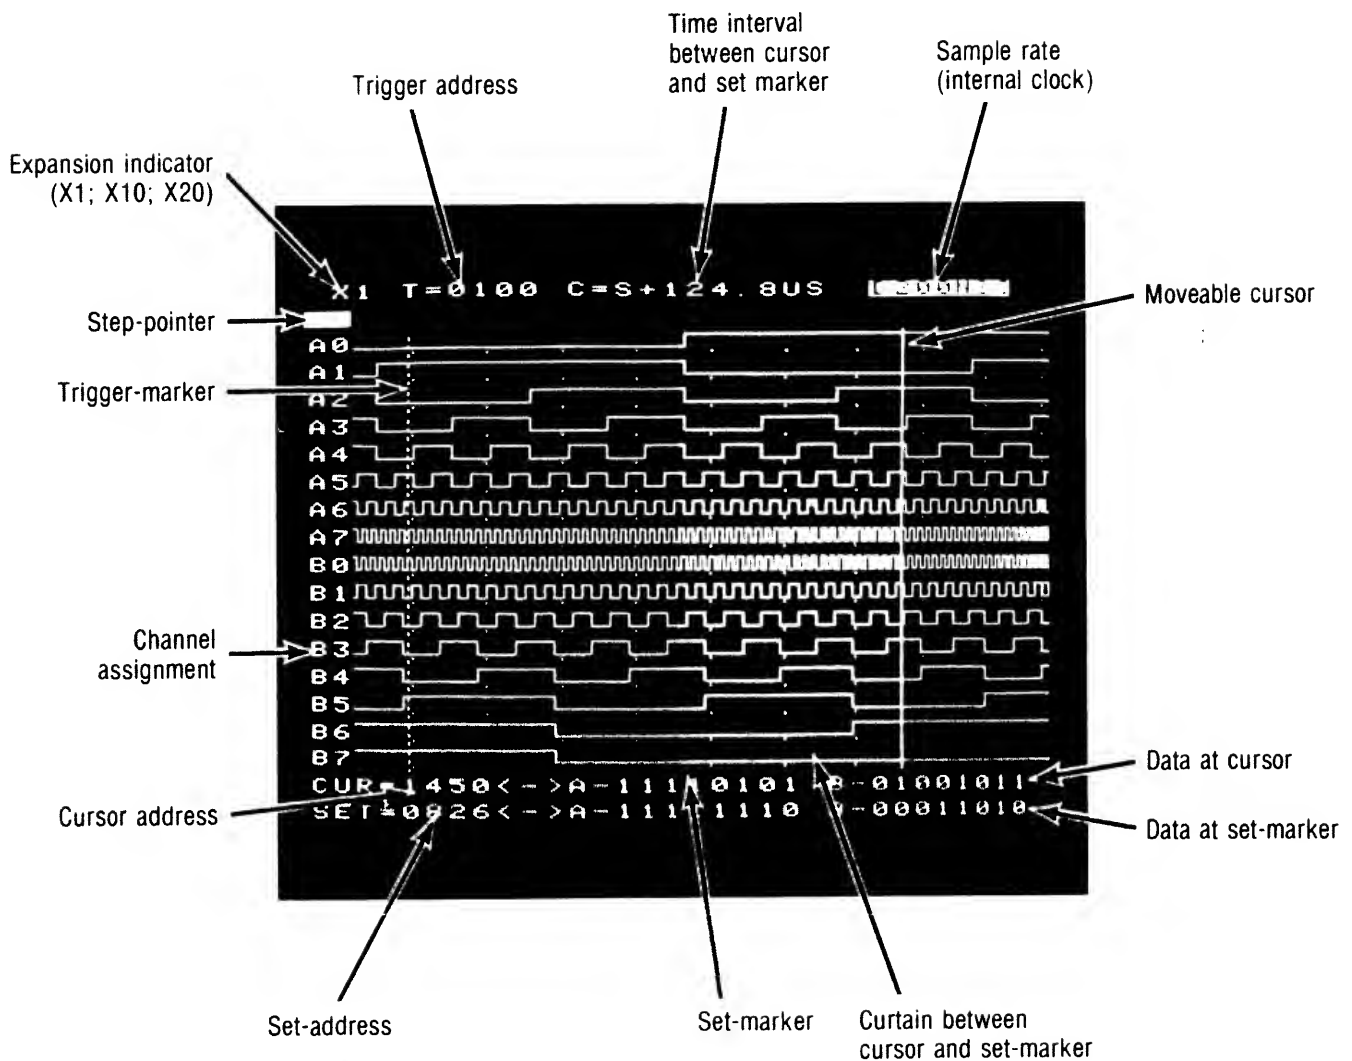 Time interval
between cursor
and set marker
Sample rate
(internal clock)
Trigger address
Expansion indicator
(X1; X10; X20)
X1 T=0100 C=S+124.8US
Moveable cursor
Step-pointer
A0
A1
Trigger-marker
A2
A3
A4
A5
A6
A7
B0
B1
B2
Channel
assignment
B3
B4
B5
B6
B7
Data at cursor
Cursor address
Data at set-marker
Set-address
Set-marker
Curtain between
cursor and set-marker